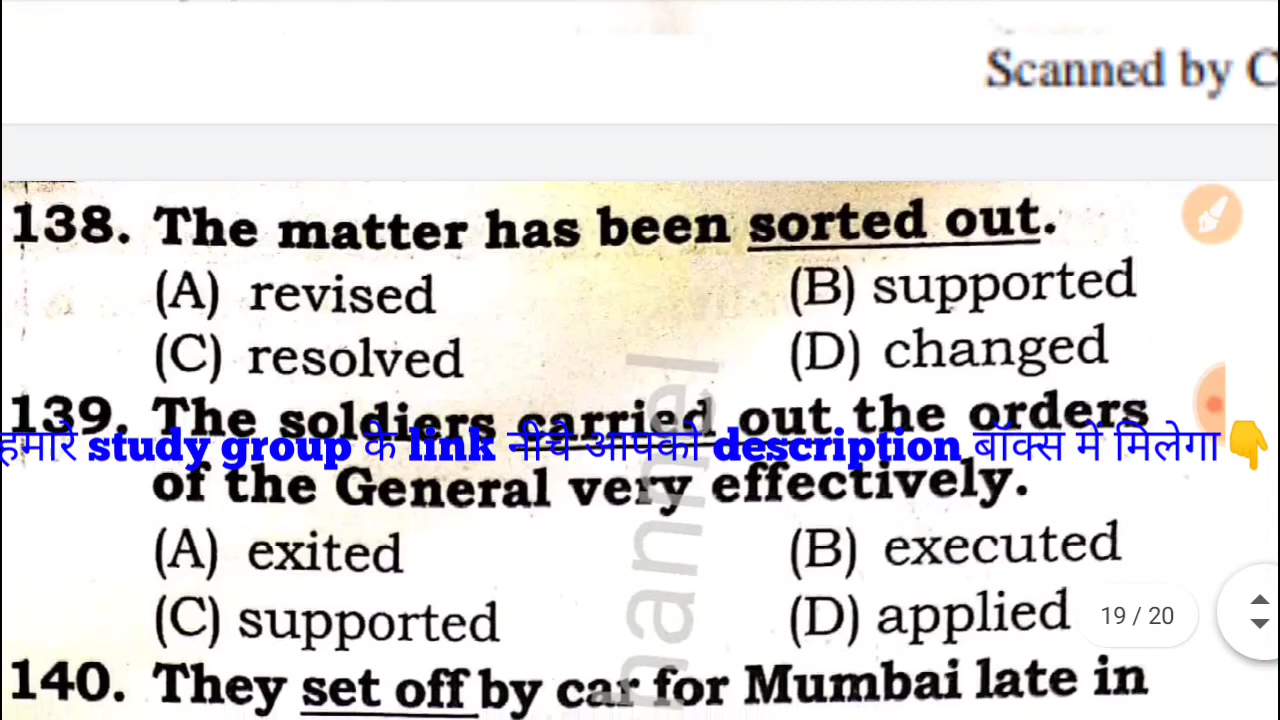 Scanned by C
138. The matter has been sorted out.
(A) revised (B) supported
(C) resolved (D) changed
139. The soldiers carried out the orders
हमारे study group के link नीचे आपको description बॉक्स में मिलेगा👇
of the General very effectively.
(A) exited (B) executed
(C) supported (D) applied
19 / 20
140. They set off by car for Mumbai late in
hannel